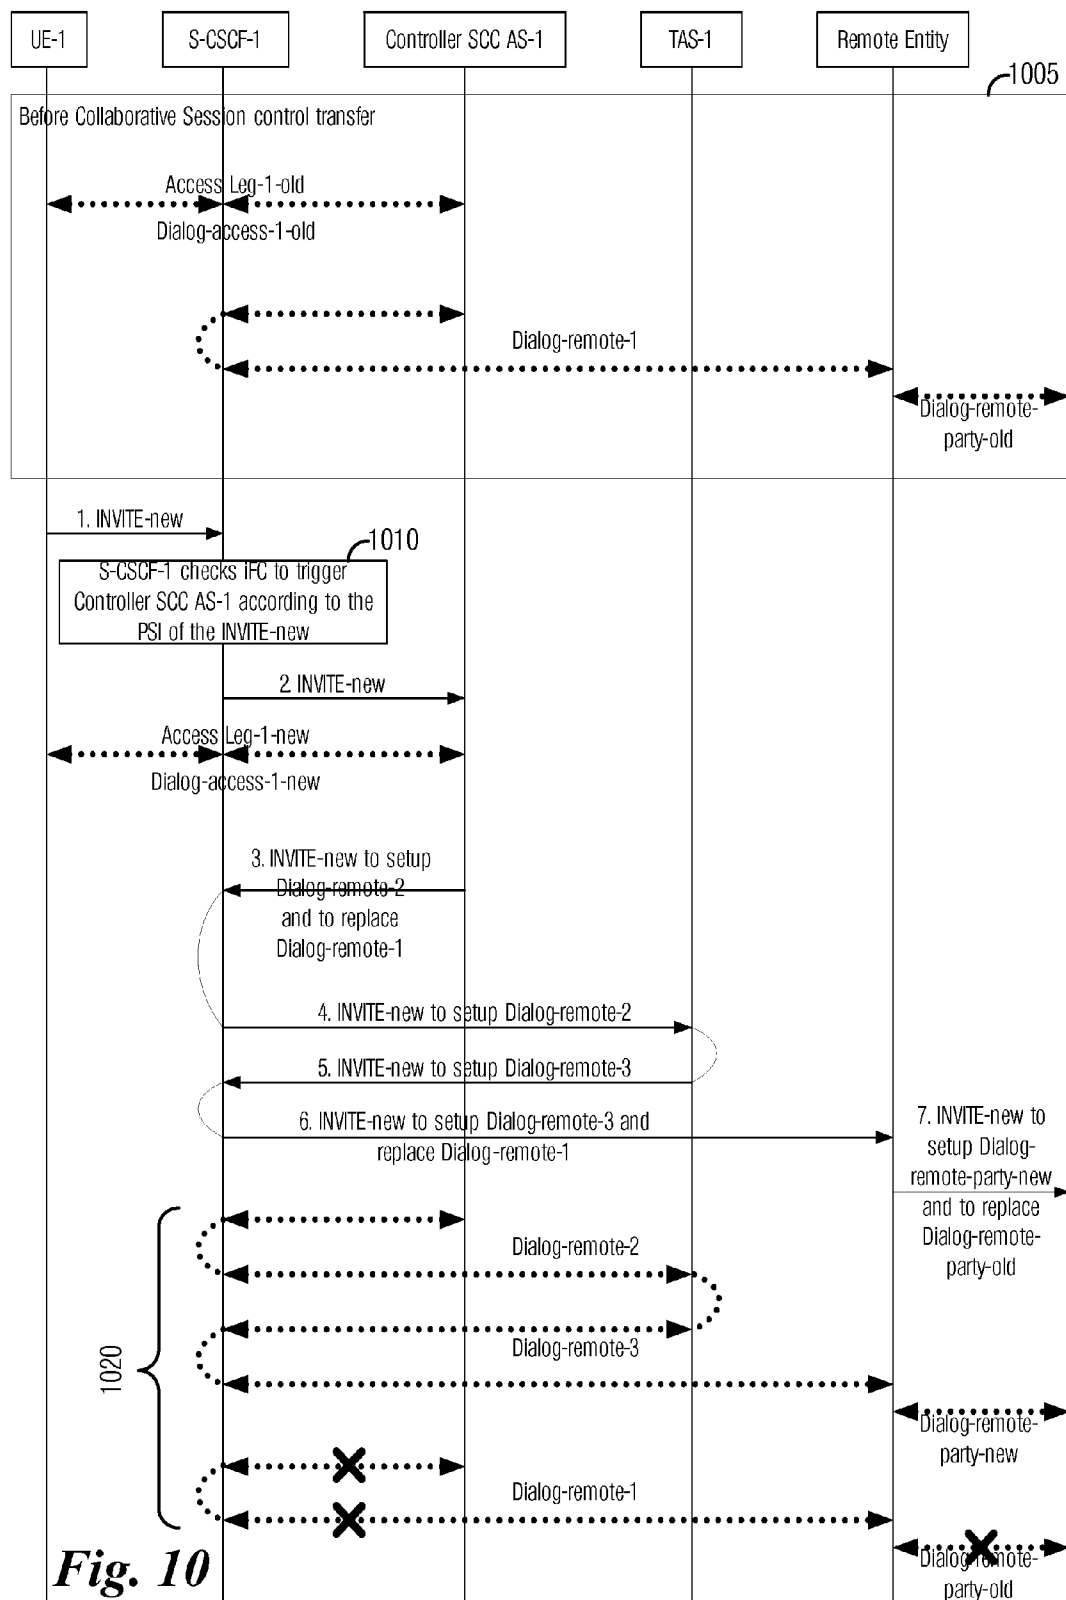 UE-1
S-CSCF-1
Controller SCC AS-1
TAS-1
Remote Entity
1005
Before Collaborative Session control transfer
Access Leg-1-old
Dialog-access-1-old
Dialog-remote-1
Dialog-remote-
party-old
1. INVITE-new
1010
S-CSCF-1 checks iFC to trigger
Controller SCC AS-1 according to the
PSI of the INVITE-new
2. INVITE-new
Access Leg-1-new
Dialog-access-1-new
3. INVITE-new to setup
Dialog-remote-2
and to replace
Dialog-remote-1
4. INVITE-new to setup Dialog-remote-2
5. INVITE-new to setup Dialog-remote-3
6. INVITE-new to setup Dialog-remote-3 and
replace Dialog-remote-1
7. INVITE-new to
setup Dialog-
remote-party-new
and to replace
Dialog-remote-
party-old
Dialog-remote-2
Dialog-remote-3
1020
Dialog-remote-
party-new
Dialog-remote-1
Dialog-remote-
party-old
Fig. 10